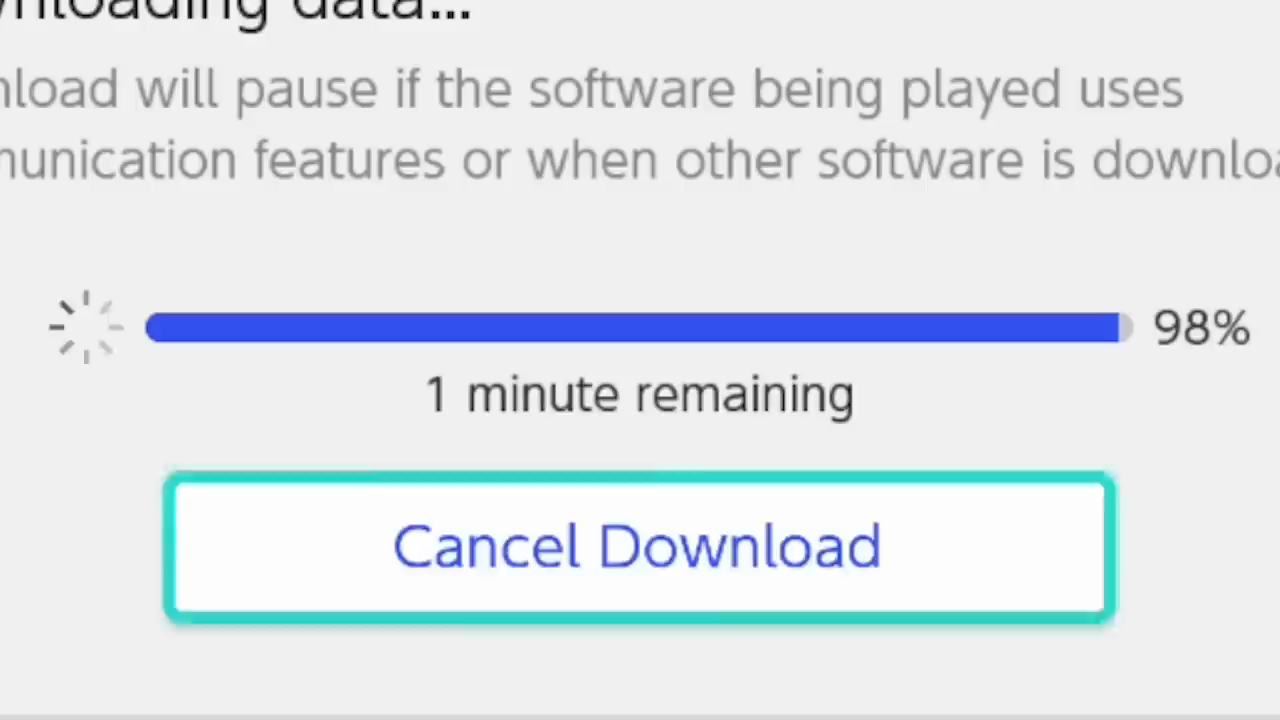 data...
will pause if the software being played uses
features or when other software is
98%
1 minute remaining
Cancel Download